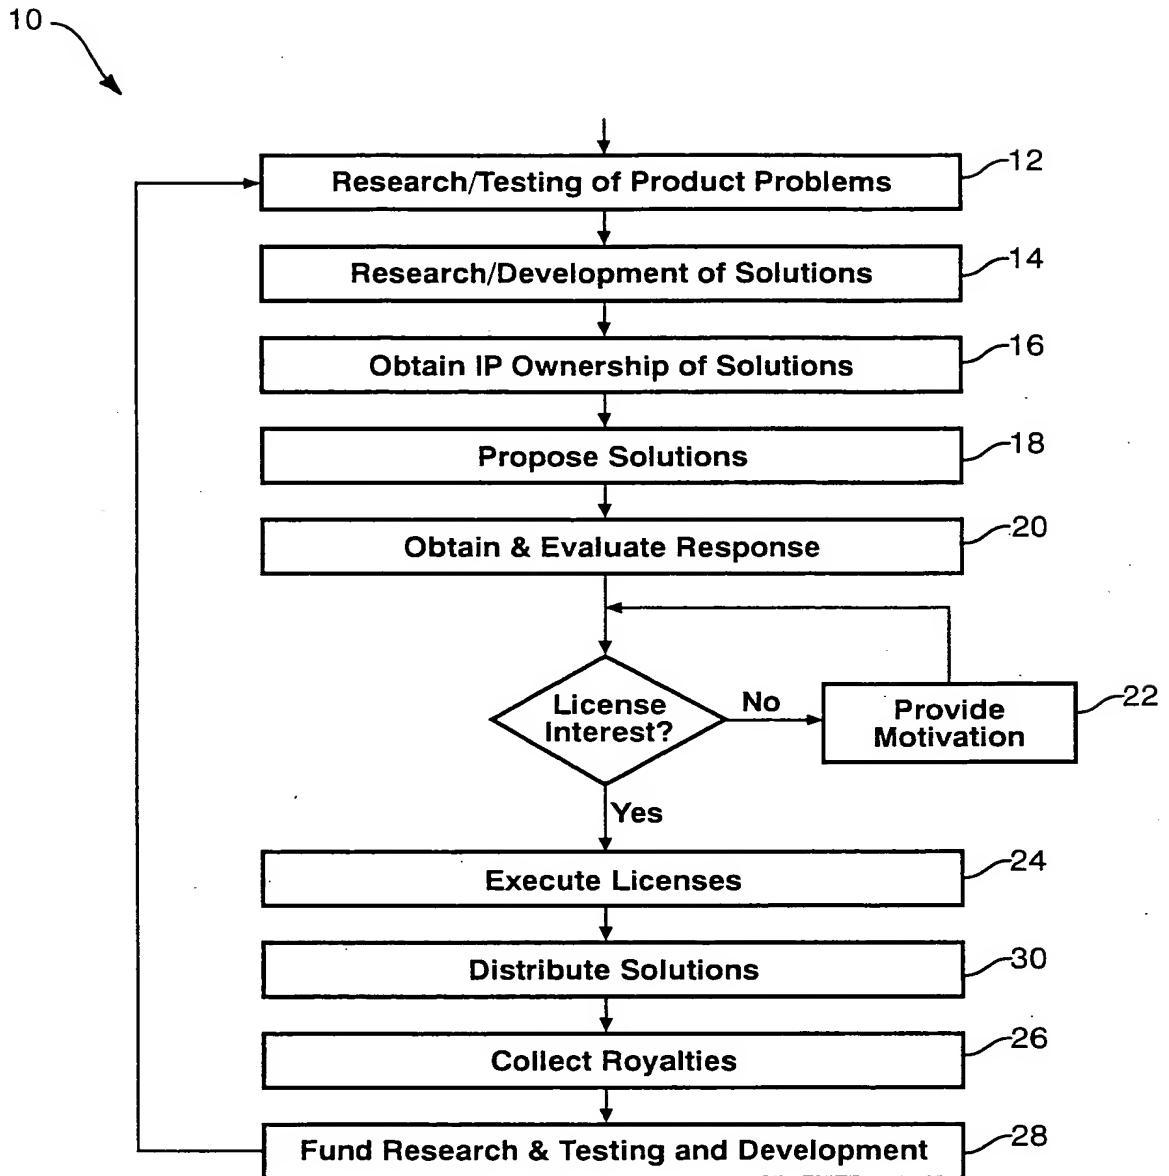 10
Research/Testing of Product Problems
12
Research/Development of Solutions
14
Obtain IP Ownership of Solutions
16
Propose Solutions
18
Obtain & Evaluate Response
20
License
Interest?
No
Provide
Motivation
22
Yes
Execute Licenses
24
Distribute Solutions
30
Collect Royalties
26
Fund Research & Testing and Development
28